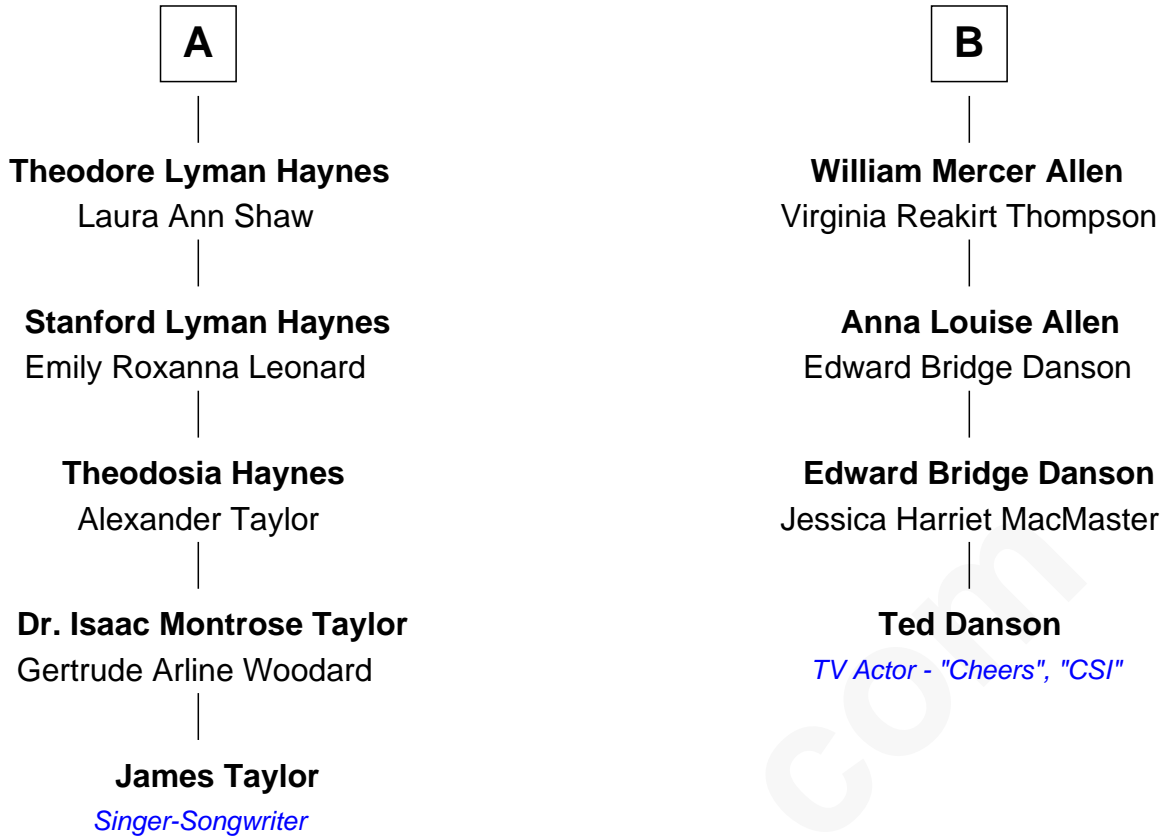 A
Theodore Lyman Haynes
Laura Ann Shaw
Stanford Lyman Haynes
Emily Roxanna Leonard
Theodosia Haynes
Alexander Taylor
Dr. Isaac Montrose Taylor
Gertrude Arline Woodard
James Taylor
Singer-Songwriter
B
William Mercer Allen
Virginia Reakirt Thompson
Anna Louise Allen
Edward Bridge Danson
Edward Bridge Danson
Jessica Harriet MacMaster
Ted Danson
TV Actor - "Cheers", "CSI"
com